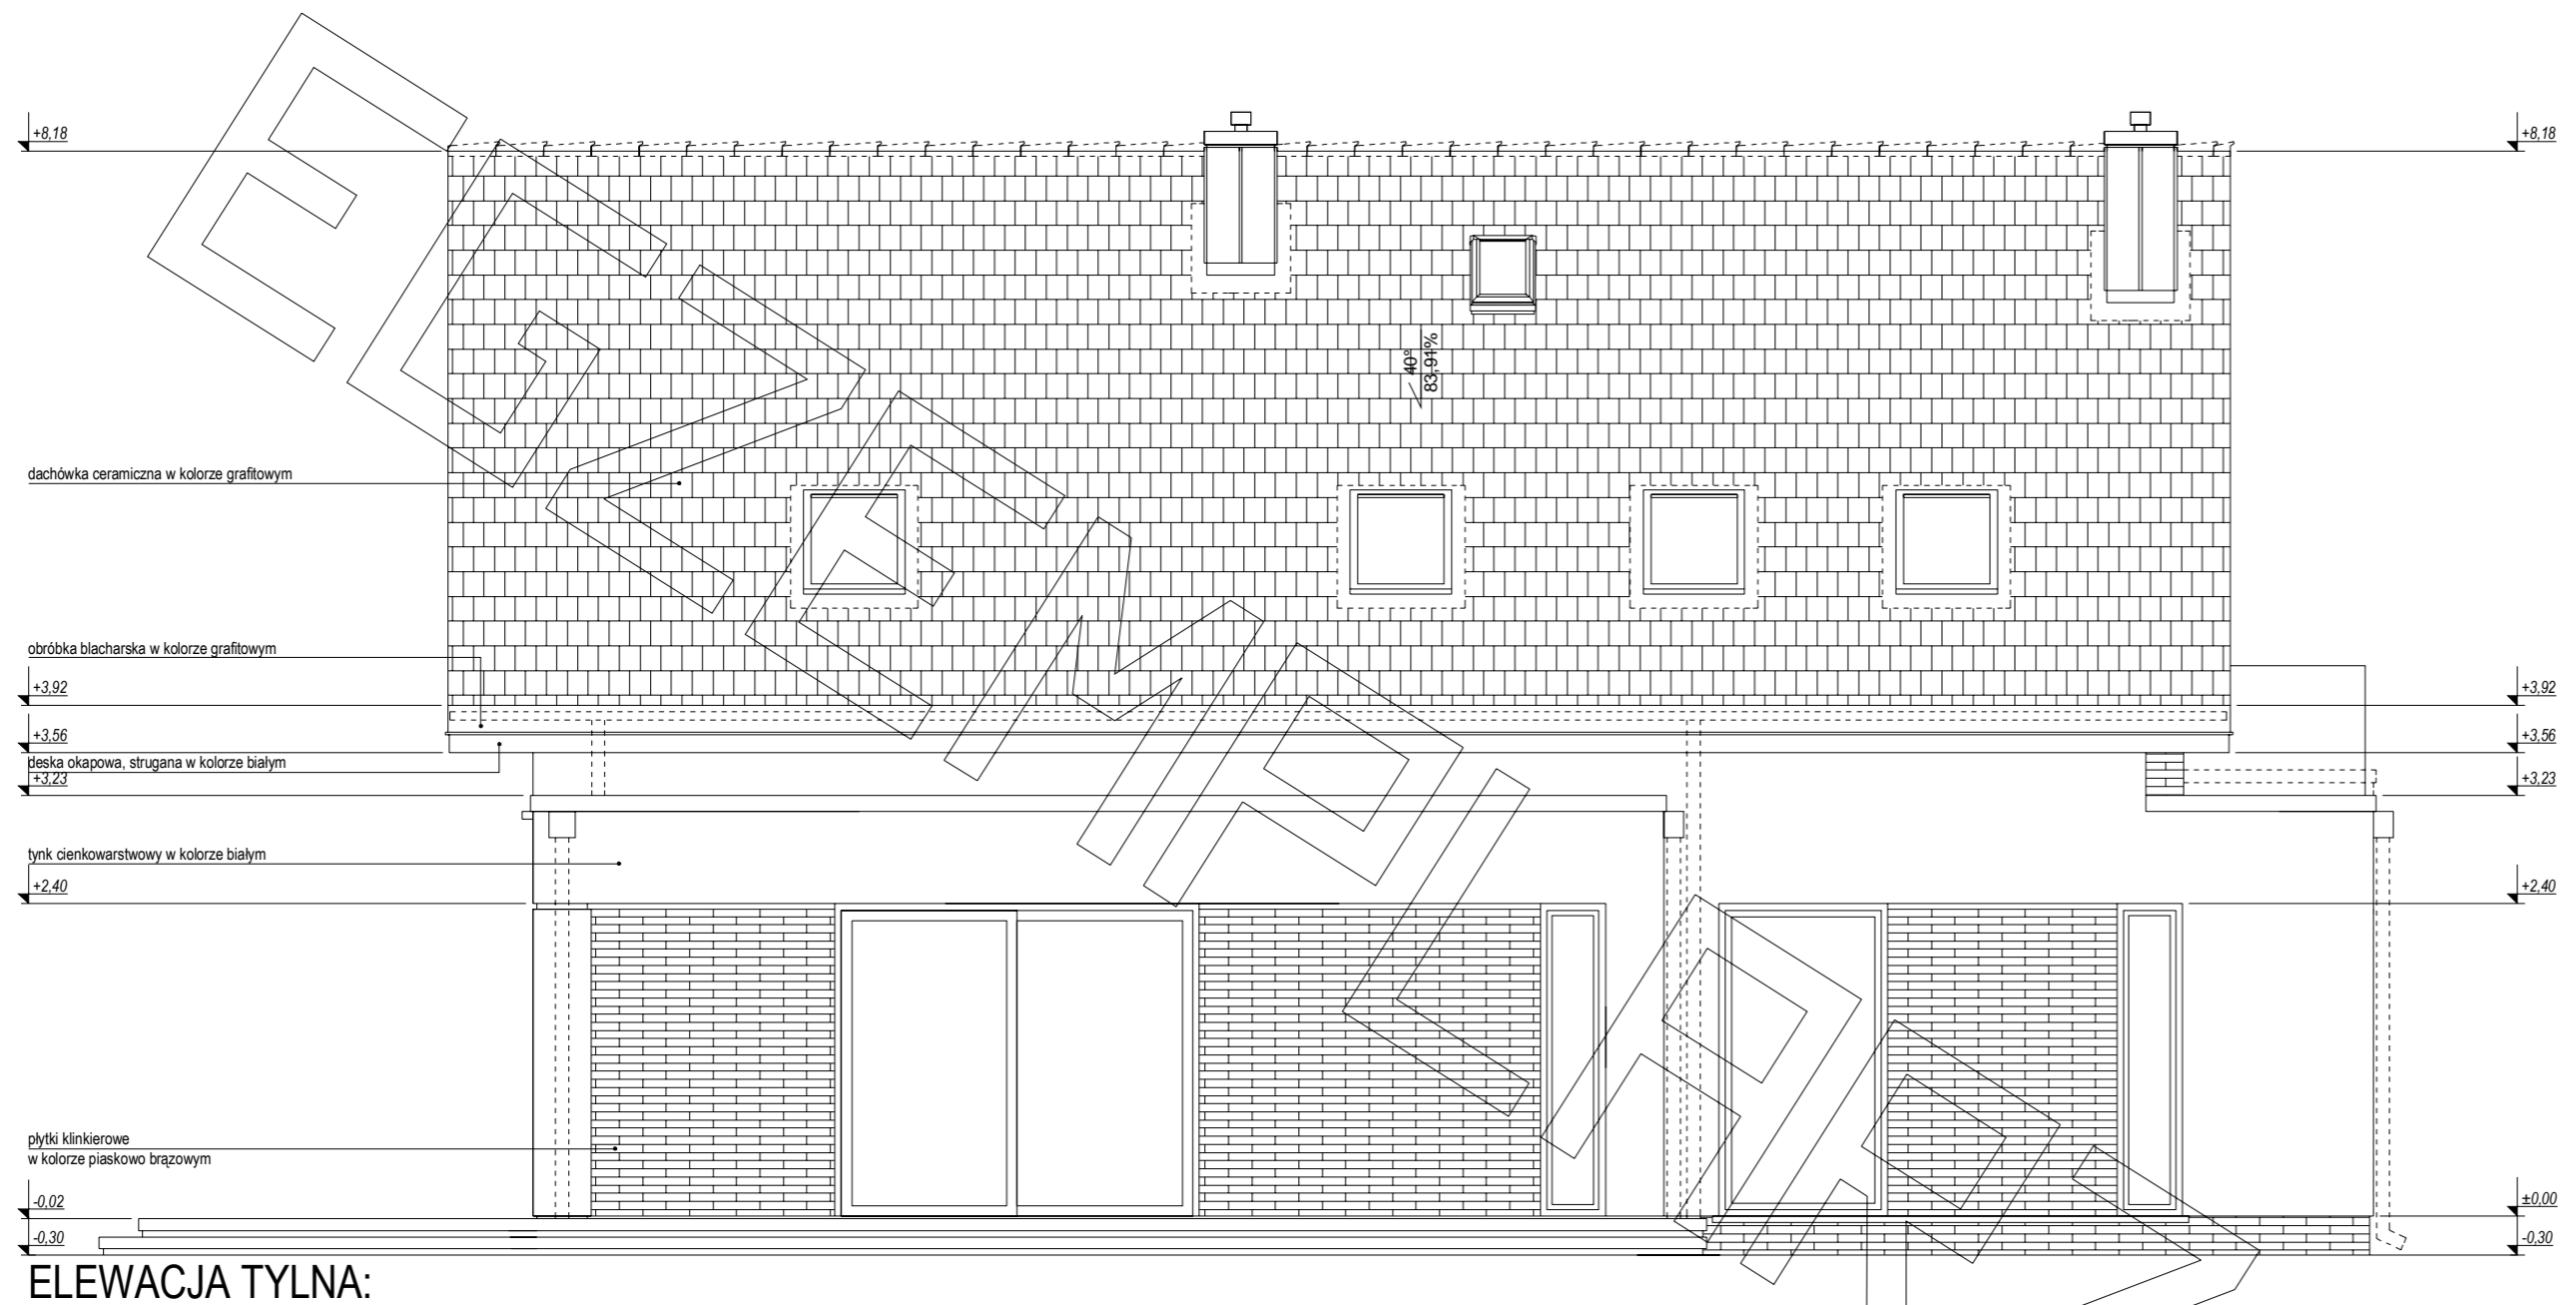 +8,18
+8,18
40°
83,91%
dachówka ceramiczna w kolorze grafitowym
obróbka blacharska w kolorze grafitowym
+3,92
+3,92
+3,56
+3,56
deska okapowa, strugana w kolorze białym
+3,23
+3,23
tynk cienkowarstwowy w kolorze białym
+2,40
+2,40
płytki klinkierowe
w kolorze piaskowo brązowym
-0,02
±0,00
-0,30
-0,30
ELEWACJA TYLNA:
EGZEMPLARZ